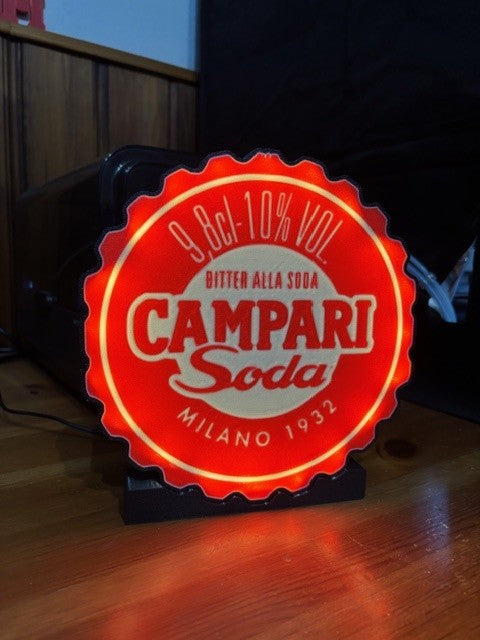 9,8cl-10% VOL.
BITTER ALLA SODA
CAMPARI
Soda
MILANO 1932